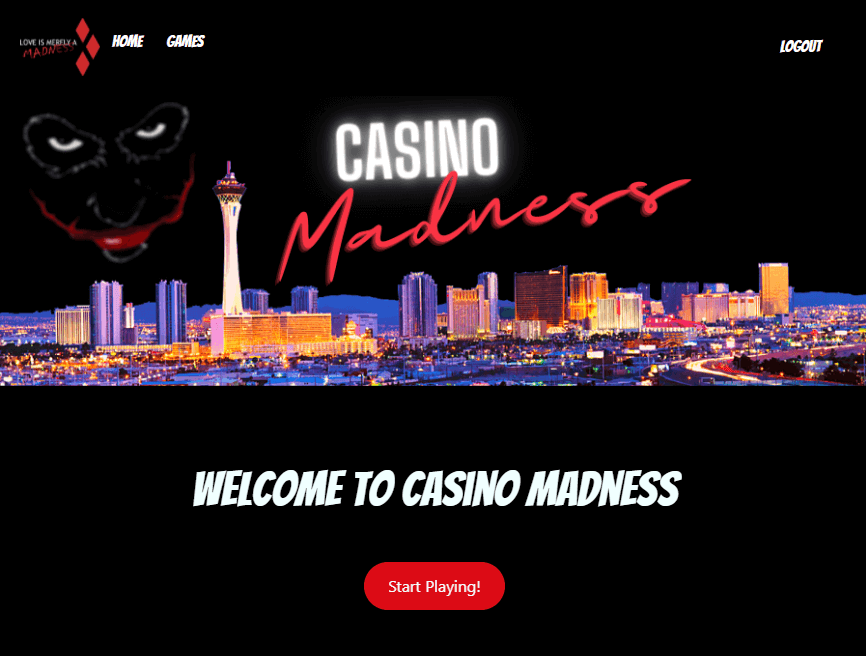 LOVE IS MERELY A
MADNESS
HOME
GAMES
LOGOUT
CASINO
Madness
WELCOME TO CASINO MADNESS
Start Playing!